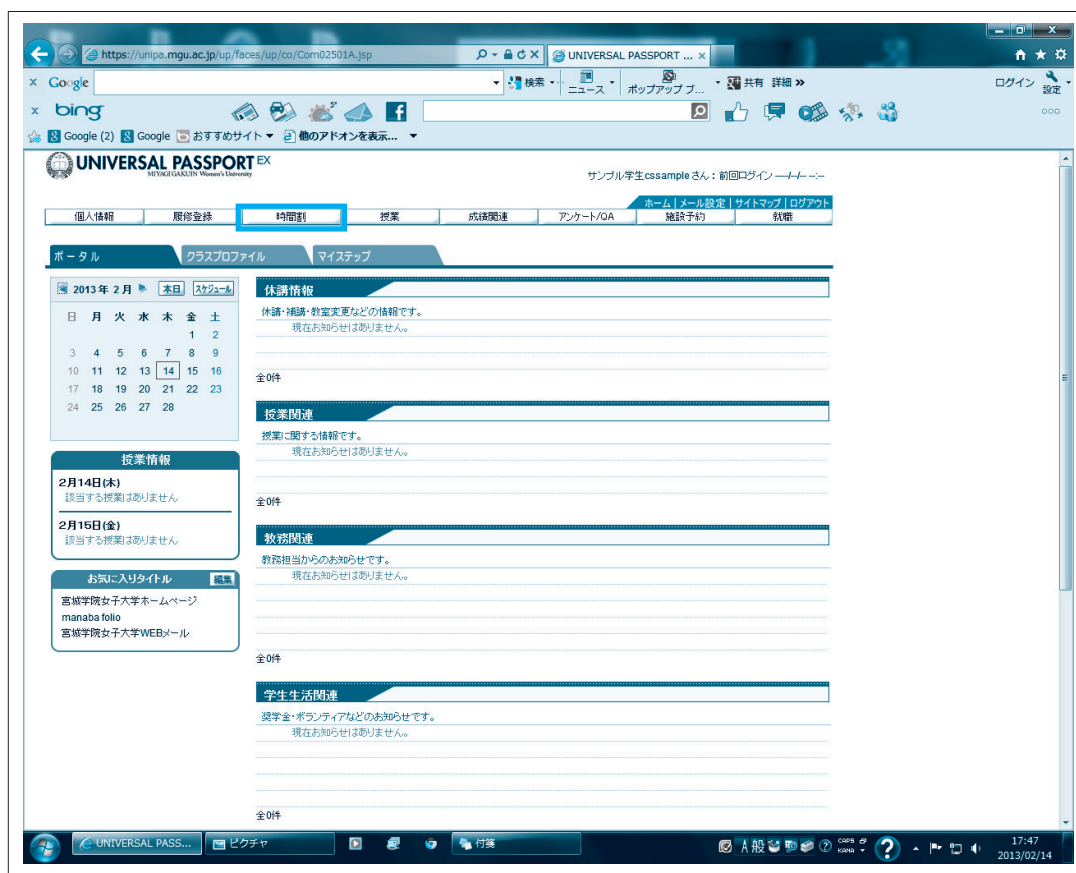 https://unipa.mgu.ac.jp/up/faces/up/co/Com02501A.jsp
UNIVERSAL PASSPORT ... ×
x Google 検索 ニュース ポップアップ ブ... 共有 詳細 » ログイン 設定
x bing
Google (2) Google おすすめサイト ▼ 他のアドオンを表示... ▼
UNIVERSAL PASSPORT EX
MIYAGI GAKUIN Women's University
サンプル学生cssample さん：前回ログイン ----/--/-- --:--
ホーム | メール設定 | サイトマップ | ログアウト
個人情報 履修登録 時間割 授業 成績関連 アンケート/QA 施設予約 就職
ポータル クラスプロファイル マイステップ
2013 年 2 月 本日 スケジュール
日 月 火 水 木 金 土
1 2
3 4 5 6 7 8 9
10 11 12 13 14 15 16
17 18 19 20 21 22 23
24 25 26 27 28
授業情報
2月14日(木)
該当する授業はありません
2月15日(金)
該当する授業はありません
お気に入りタイトル 編集
宮城学院女子大学ホームページ
manaba folio
宮城学院女子大学WEBメール
休講情報
休講・補講・教室変更などの情報です。
現在お知らせはありません。
全0件
授業関連
授業に関する情報です。
現在お知らせはありません。
全0件
教務関連
教務担当からのお知らせです。
現在お知らせはありません。
全0件
学生生活関連
奨学金・ボランティアなどのお知らせです。
現在お知らせはありません。
全0件
UNIVERSAL PASS... ピクチャ 付箋
A 般 CAPS KANA
17:47
2013/02/14